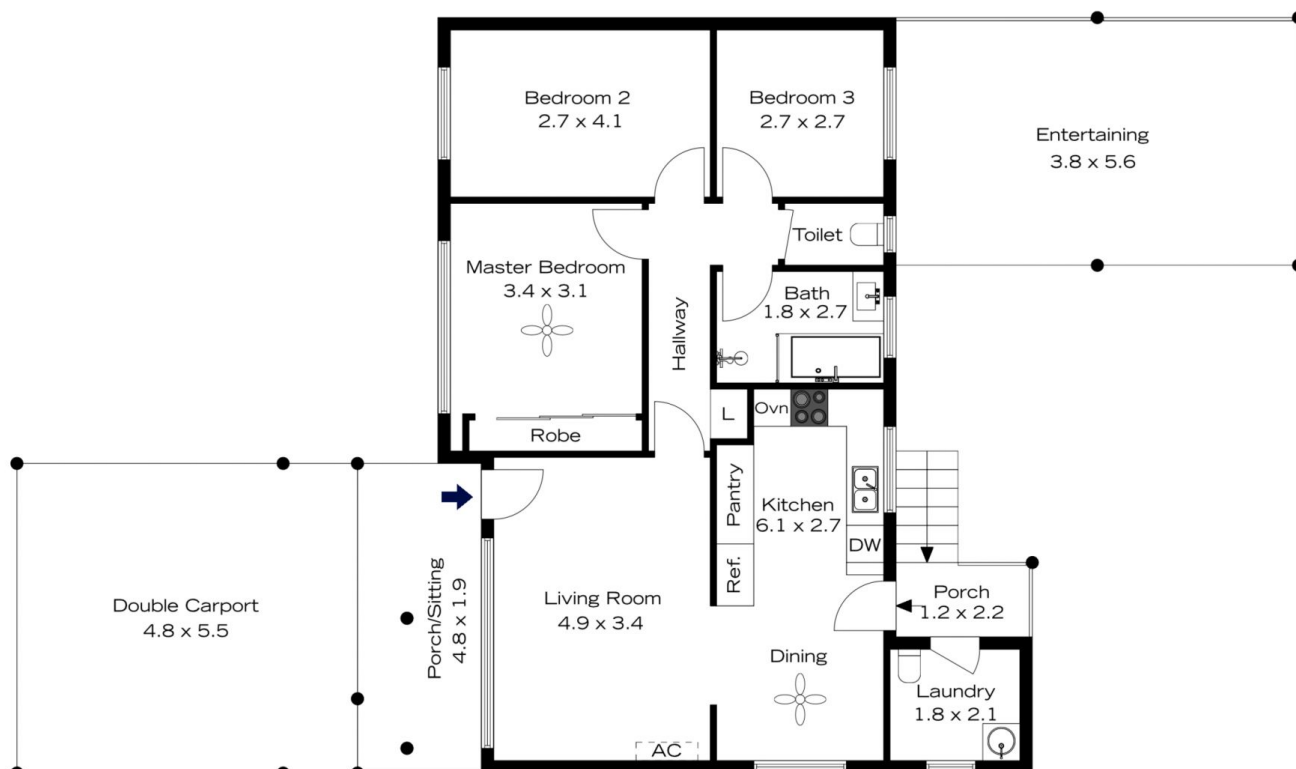 Bedroom 2
2.7 x 4.1
Bedroom 3
2.7 x 2.7
Entertaining
3.8 x 5.6
Toilet
Master Bedroom
3.4 x 3.1
Hallway
Bath
1.8 x 2.7
Robe
L
Ovn
Pantry
Kitchen
6.1 x 2.7
Ref.
DW
Double Carport
4.8 x 5.5
Porch/Sitting
4.8 x 1.9
Living Room
4.9 x 3.4
Porch
1.2 x 2.2
Dining
Laundry
1.8 x 2.1
AC